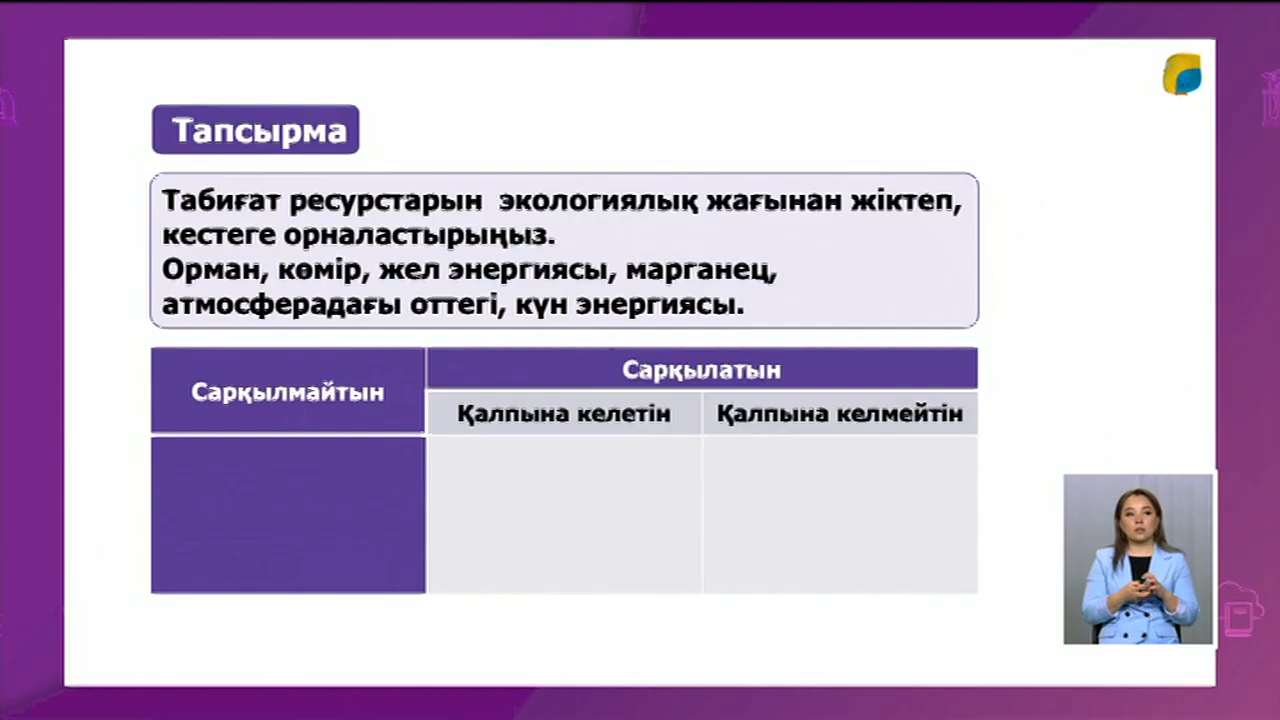 Тапсырма
Табиғат ресурстарын экологиялық жағынан жіктеп,
кестеге орналастырыңыз.
Орман, көмір, жел энергиясы, марганец,
атмосферадағы оттегі, күн энергиясы.
Сарқылмайтын
Сарқылатын
Қалпына келетін
Қалпына келмейтін